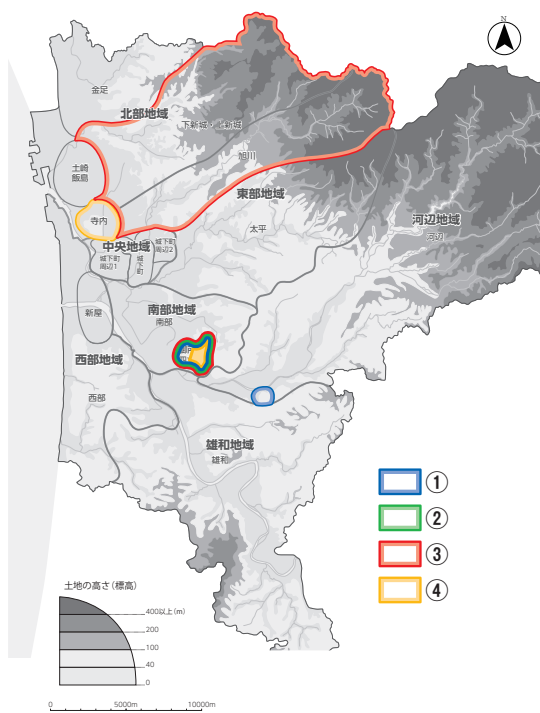 N
金足
北部地域
下新城・上新城
土崎
飯島
旭川
東部地域
寺内
太平
河辺地域
河辺
中央地域
城下町
周辺1
城下町
城下町
周辺2
新屋
南部地域
南部
西部地域
西部
雄和地域
雄和
①
②
③
④
土地の高さ（標高）
400以上（m）
200
100
40
0
0 5000m 10000m